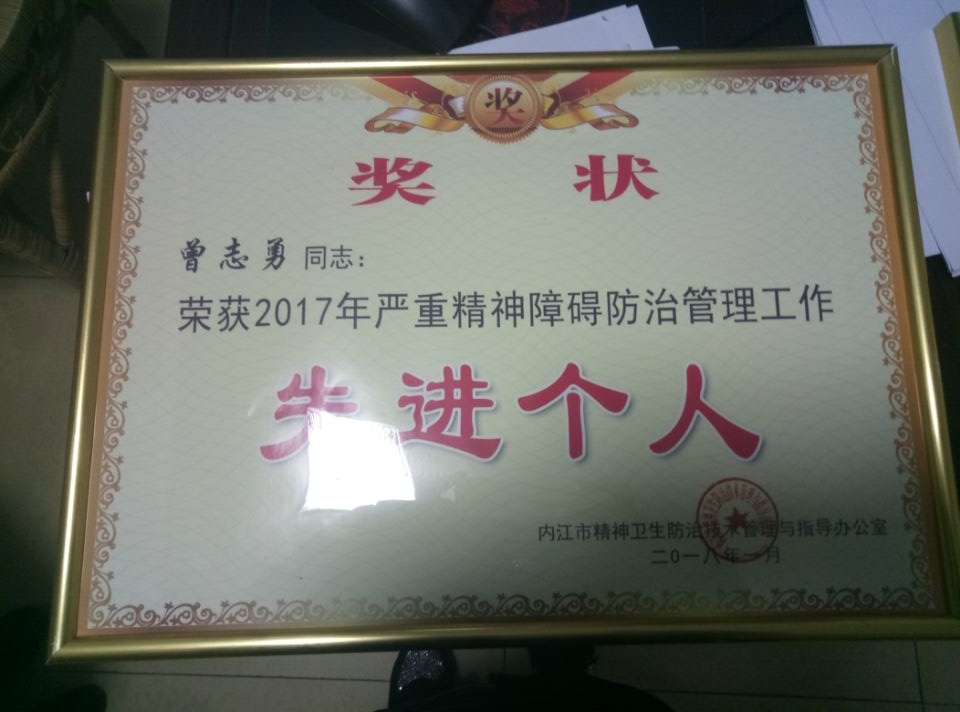 奖
奖 状
曾志勇 同志：
荣获2017年严重精神障碍防治管理工作
先进个人
内江市精神卫生防治技术管理与指导办公室
二0一八年一月